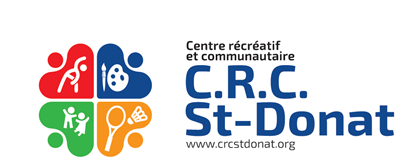 Centre récréatif
et communautaire
C.R.C.
St-Donat
www.crcstdonat.org